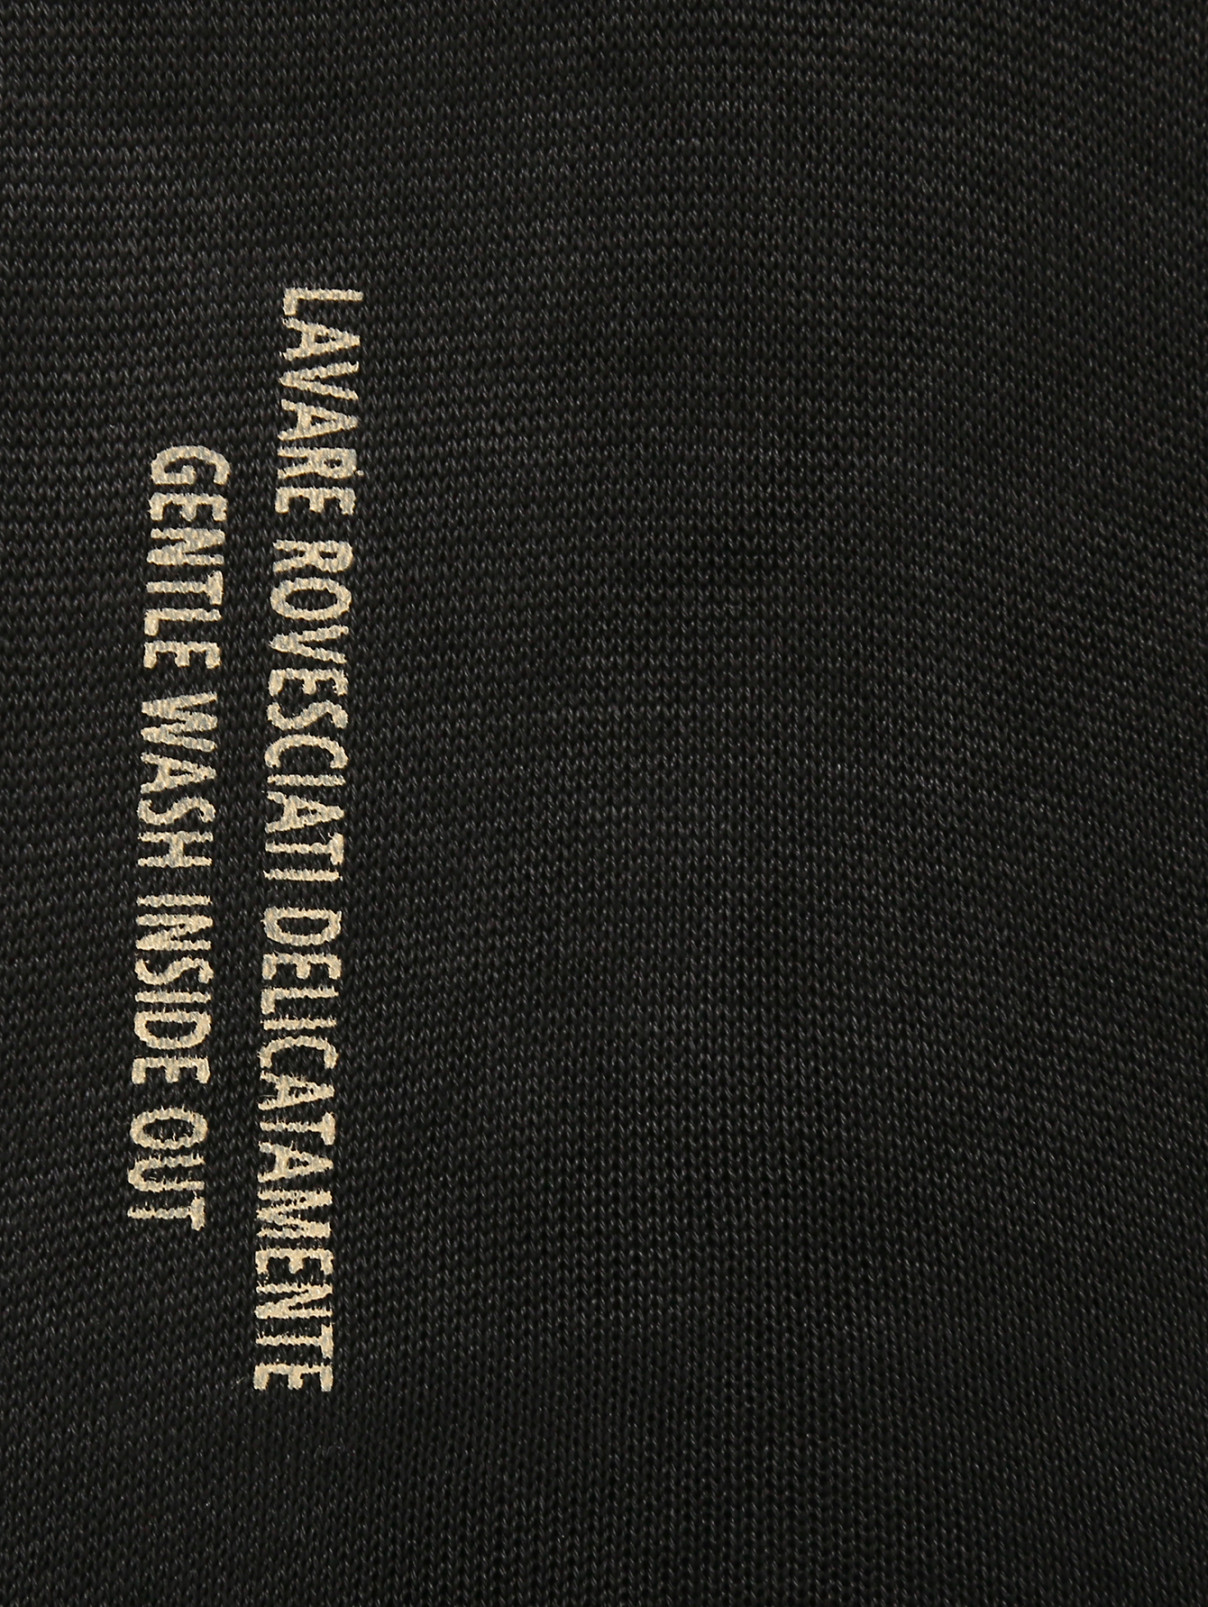 LAVARE ROVESCIATI DELICATAMENTE
GENTLE WASH INSIDE OUT